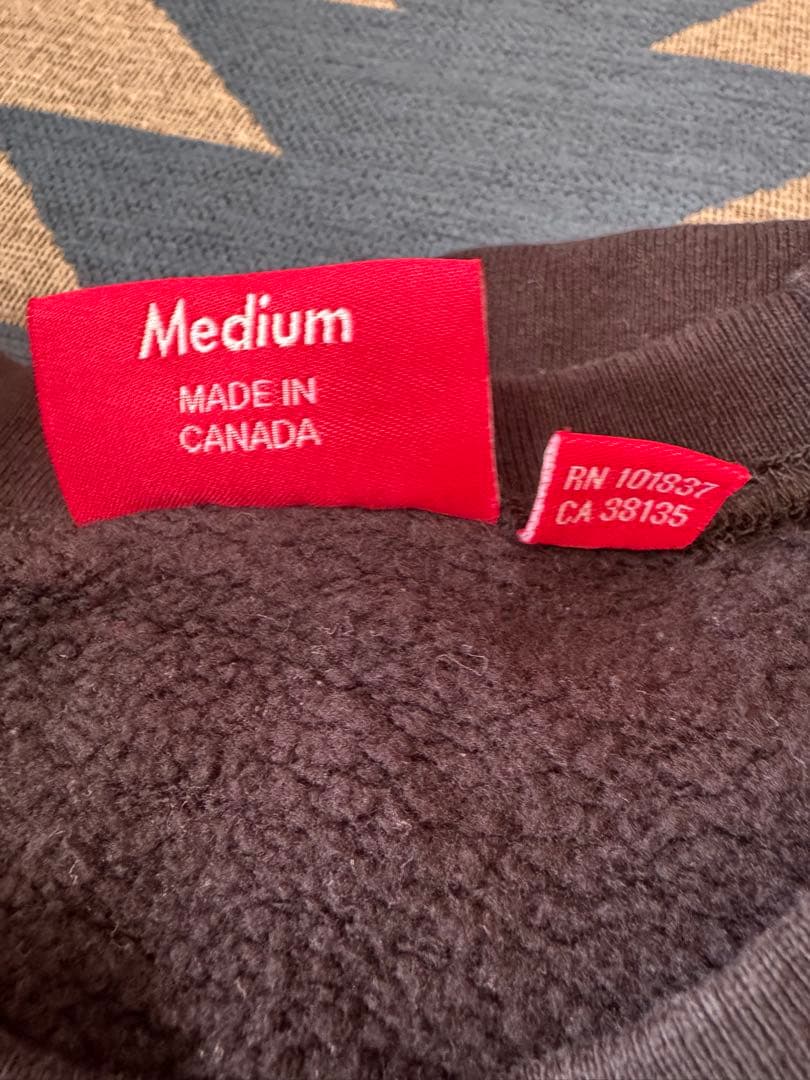 Medium
MADE IN
CANADA
RN 101837
CA 38135